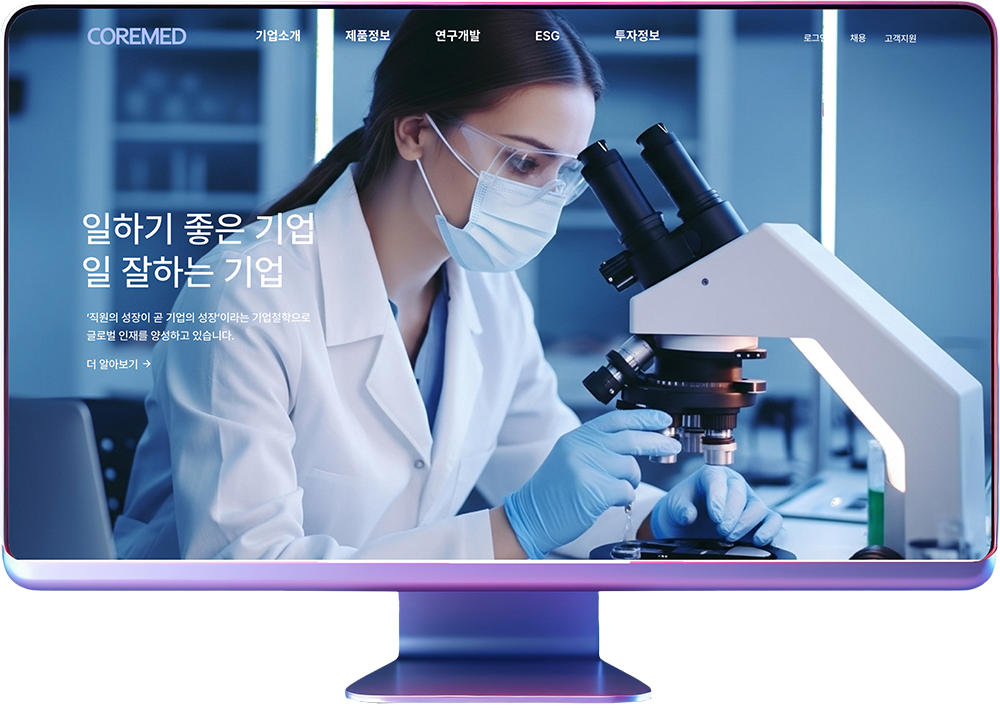 COREMED
기업소개 제품정보 연구개발 ESG 투자정보 로그인 채용 고객지원
일하기 좋은 기업
일 잘하는 기업
'직원의 성장이 곧 기업의 성장'이라는 기업철학으로
글로벌 인재를 양성하고 있습니다.
더 알아보기 →